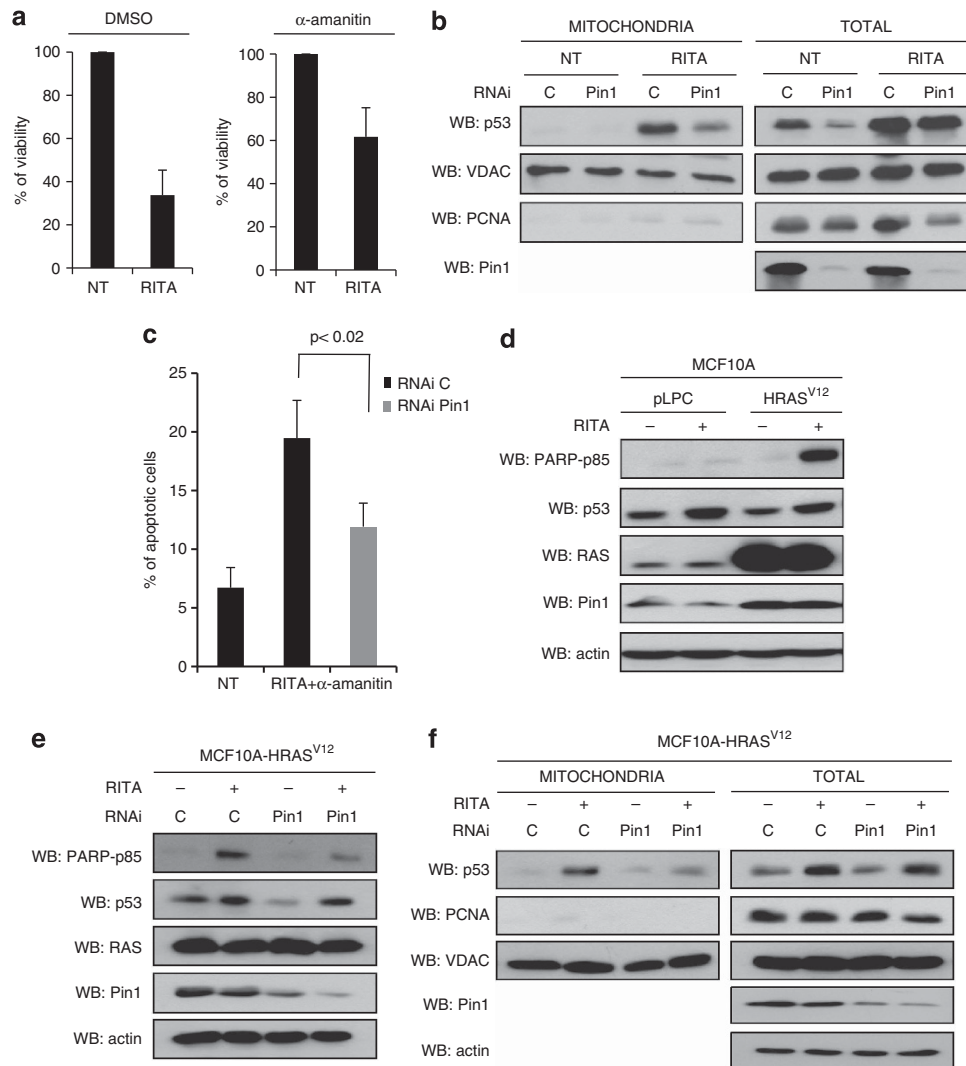 a
DMSO
α-amanitin
% of viability
100
80
60
40
20
0
NT RITA
% of viability
100
80
60
40
20
0
NT RITA
b
MITOCHONDRIA TOTAL
NT RITA NT RITA
RNAi C Pin1 C Pin1 C Pin1 C Pin1
WB: p53
WB: VDAC
WB: PCNA
WB: Pin1
c
p< 0.02
RNAi C
RNAi Pin1
% of apoptotic cells
25
20
15
10
5
0
NT RITA+α-amanitin
d
MCF10A
pLPC HRASV12
RITA – + – +
WB: PARP-p85
WB: p53
WB: RAS
WB: Pin1
WB: actin
e
MCF10A-HRASV12
RITA – + – +
RNAi C C Pin1 Pin1
WB: PARP-p85
WB: p53
WB: RAS
WB: Pin1
WB: actin
f
MCF10A-HRASV12
MITOCHONDRIA TOTAL
RITA – + – + – + – +
RNAi C C Pin1 Pin1 C C Pin1 Pin1
WB: p53
WB: PCNA
WB: VDAC
WB: Pin1
WB: actin